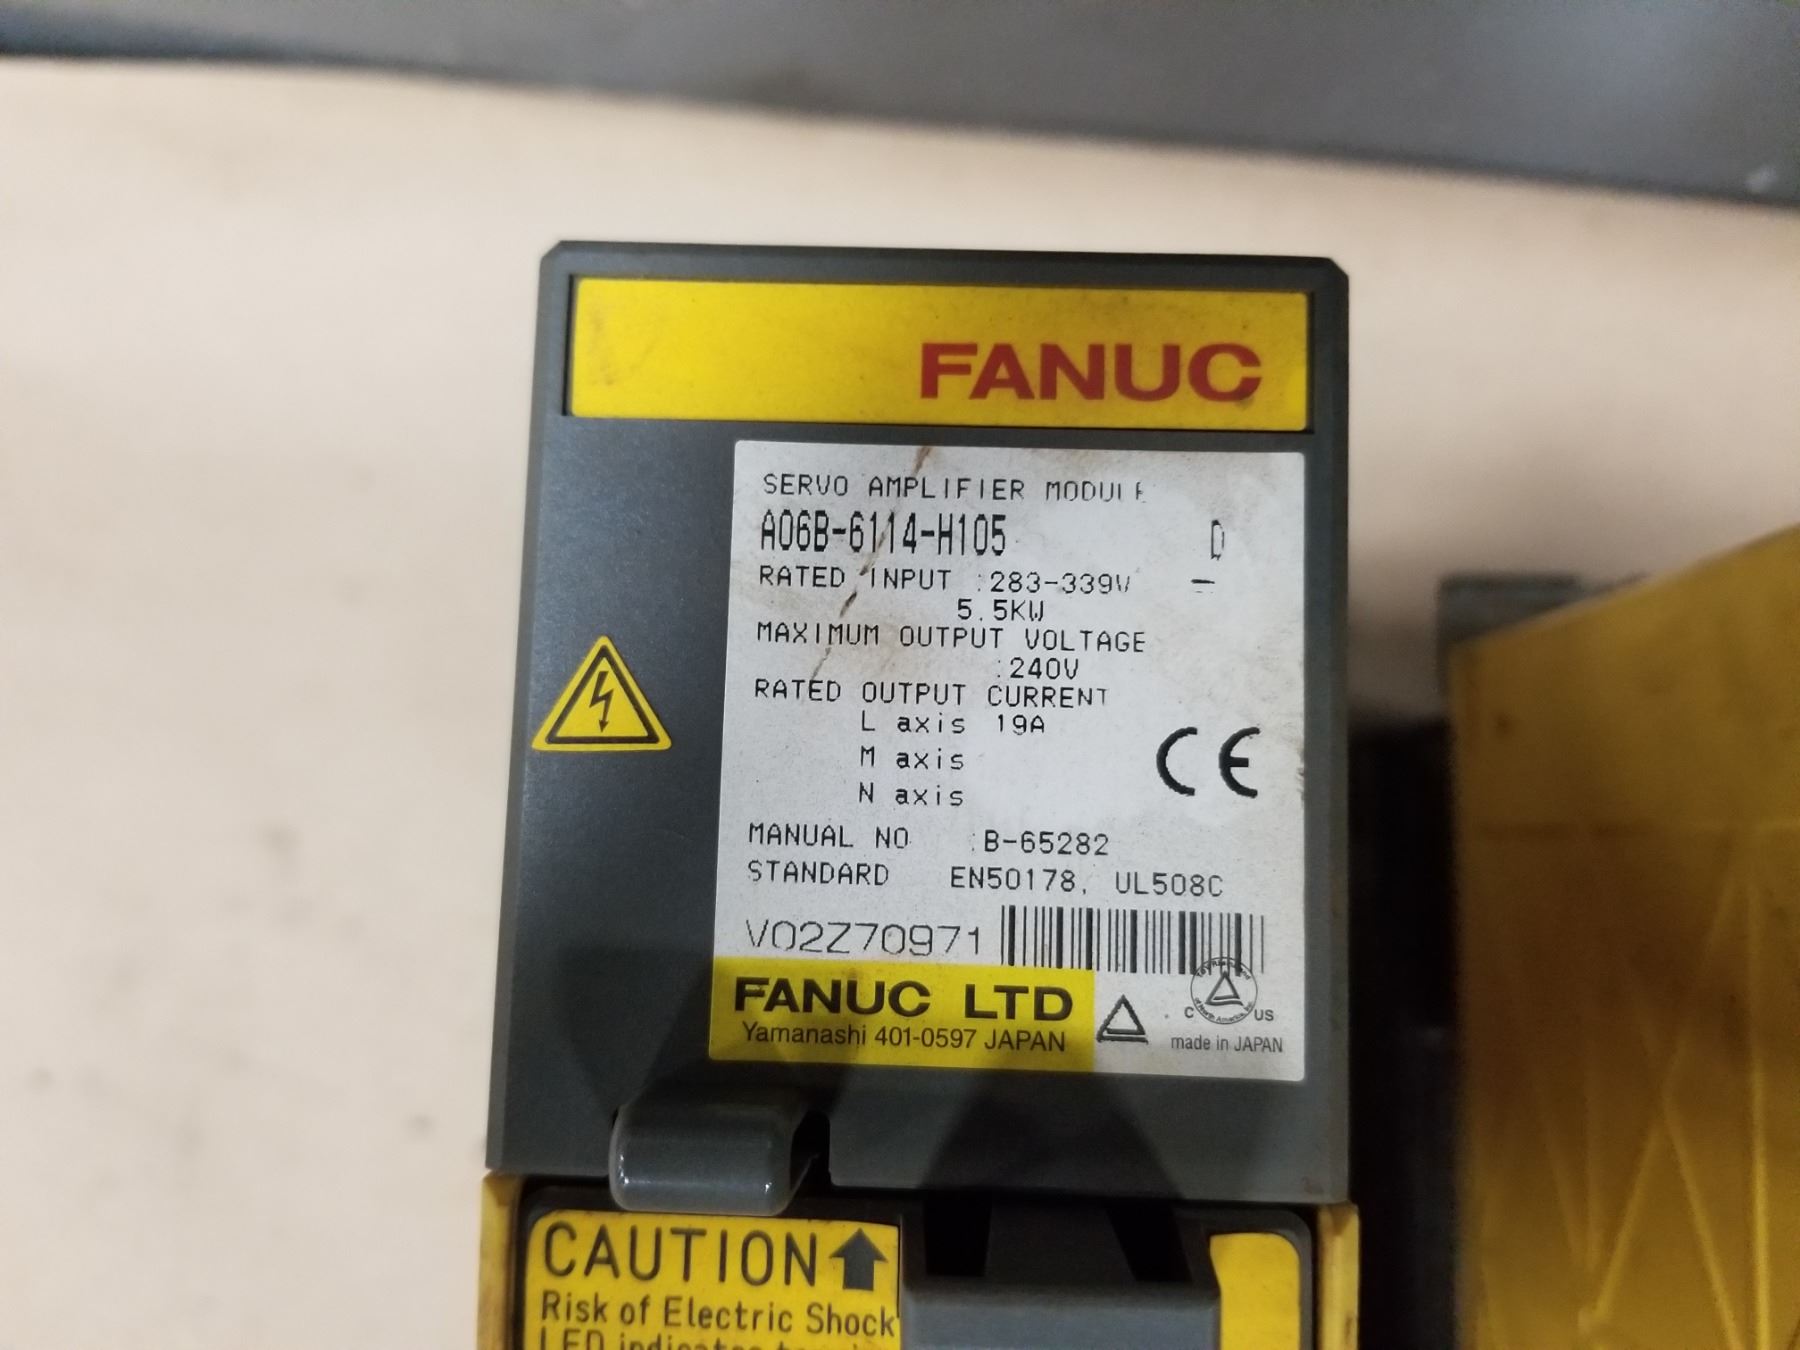 FANUC
SERVO AMPLIFIER MODULE
A06B-6114-H105 D
RATED INPUT :283-339V
5.5KW
MAXIMUM OUTPUT VOLTAGE
:240V
RATED OUTPUT CURRENT
L axis 19A
M axis
N axis
CE
MANUAL NO. :B-65282
STANDARD EN50178, UL508C
V02Z70971
FANUC LTD
Yamanashi 401-0597 JAPAN
C US
made in JAPAN
CAUTION
Risk of Electric Shock
LED